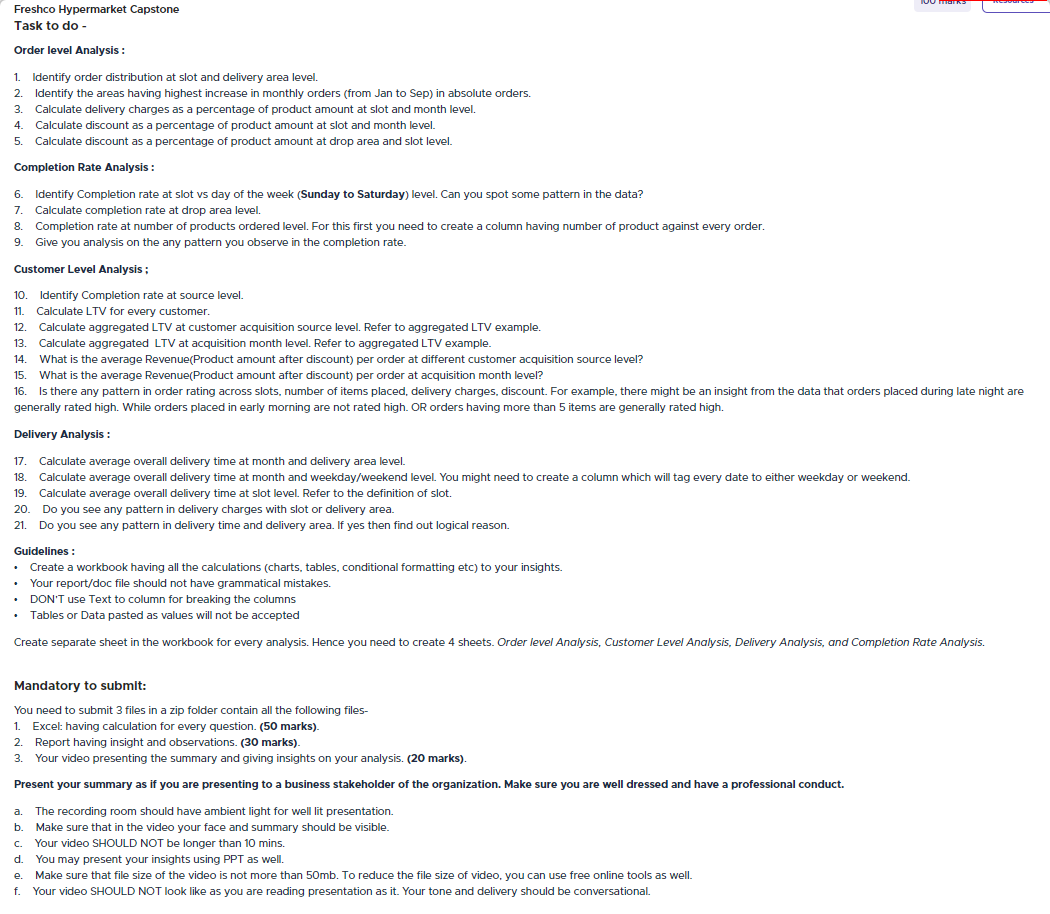 Freshco Hypermarket Capstone
100 marks
Resources
Task to do -
Order level Analysis :
1. Identify order distribution at slot and delivery area level.
2. Identify the areas having highest increase in monthly orders (from Jan to Sep) in absolute orders.
3. Calculate delivery charges as a percentage of product amount at slot and month level.
4. Calculate discount as a percentage of product amount at slot and month level.
5. Calculate discount as a percentage of product amount at drop area and slot level.
Completion Rate Analysis :
6. Identify Completion rate at slot vs day of the week (Sunday to Saturday) level. Can you spot some pattern in the data?
7. Calculate completion rate at drop area level.
8. Completion rate at number of products ordered level. For this first you need to create a column having number of product against every order.
9. Give you analysis on the any pattern you observe in the completion rate.
Customer Level Analysis ;
10. Identify Completion rate at source level.
11. Calculate LTV for every customer.
12. Calculate aggregated LTV at customer acquisition source level. Refer to aggregated LTV example.
13. Calculate aggregated LTV at acquisition month level. Refer to aggregated LTV example.
14. What is the average Revenue(Product amount after discount) per order at different customer acquisition source level?
15. What is the average Revenue(Product amount after discount) per order at acquisition month level?
16. Is there any pattern in order rating across slots, number of items placed, delivery charges, discount. For example, there might be an insight from the data that orders placed during late night are
generally rated high. While orders placed in early morning are not rated high. OR orders having more than 5 items are generally rated high.
Delivery Analysis :
17. Calculate average overall delivery time at month and delivery area level.
18. Calculate average overall delivery time at month and weekday/weekend level. You might need to create a column which will tag every date to either weekday or weekend.
19. Calculate average overall delivery time at slot level. Refer to the definition of slot.
20. Do you see any pattern in delivery charges with slot or delivery area.
21. Do you see any pattern in delivery time and delivery area. If yes then find out logical reason.
Guidelines :
• Create a workbook having all the calculations (charts, tables, conditional formatting etc) to your insights.
• Your report/doc file should not have grammatical mistakes.
• DON'T use Text to column for breaking the columns
• Tables or Data pasted as values will not be accepted
Create separate sheet in the workbook for every analysis. Hence you need to create 4 sheets. Order level Analysis, Customer Level Analysis, Delivery Analysis, and Completion Rate Analysis.
Mandatory to submit:
You need to submit 3 files in a zip folder contain all the following files-
1. Excel: having calculation for every question. (50 marks).
2. Report having insight and observations. (30 marks).
3. Your video presenting the summary and giving insights on your analysis. (20 marks).
Present your summary as if you are presenting to a business stakeholder of the organization. Make sure you are well dressed and have a professional conduct.
a. The recording room should have ambient light for well lit presentation.
b. Make sure that in the video your face and summary should be visible.
c. Your video SHOULD NOT be longer than 10 mins.
d. You may present your insights using PPT as well.
e. Make sure that file size of the video is not more than 50mb. To reduce the file size of video, you can use free online tools as well.
f. Your video SHOULD NOT look like as you are reading presentation as it. Your tone and delivery should be conversational.